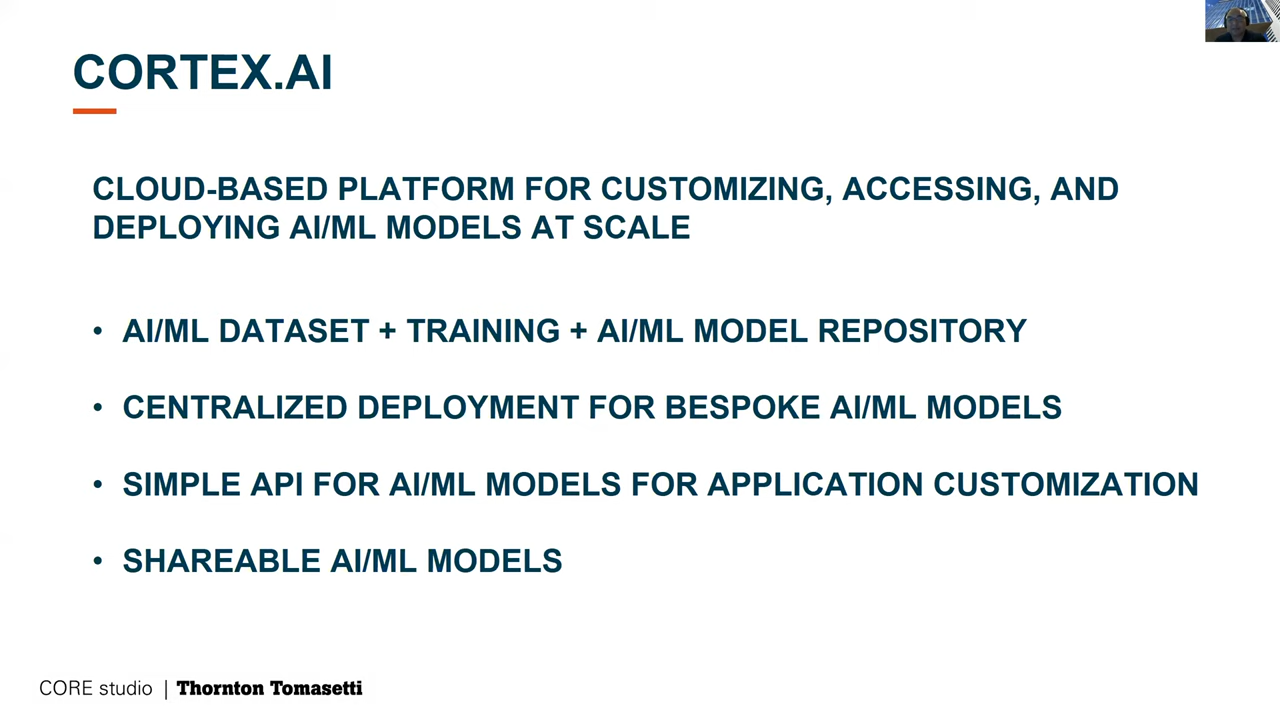 CORTEX.AI
CLOUD-BASED PLATFORM FOR CUSTOMIZING, ACCESSING, AND
DEPLOYING AI/ML MODELS AT SCALE
• AI/ML DATASET + TRAINING + AI/ML MODEL REPOSITORY
• CENTRALIZED DEPLOYMENT FOR BESPOKE AI/ML MODELS
• SIMPLE API FOR AI/ML MODELS FOR APPLICATION CUSTOMIZATION
• SHAREABLE AI/ML MODELS
CORE studio | Thornton Tomasetti